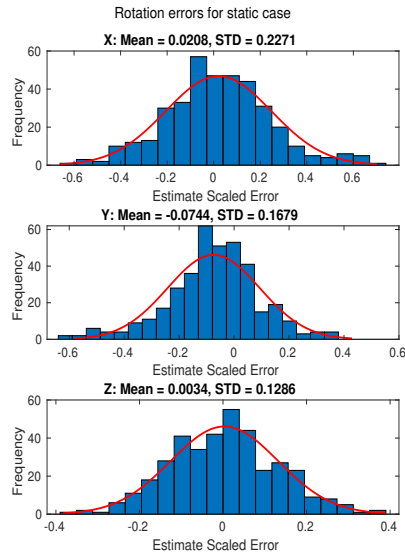 Rotation errors for static case
X: Mean = 0.0208, STD = 0.2271
60
40
20
0
Frequency
-0.6 -0.4 -0.2 0 0.2 0.4 0.6
Estimate Scaled Error
Y: Mean = -0.0744, STD = 0.1679
60
40
20
0
Frequency
-0.6 -0.4 -0.2 0 0.2 0.4 0.6
Estimate Scaled Error
Z: Mean = 0.0034, STD = 0.1286
60
40
20
0
Frequency
-0.4 -0.2 0 0.2 0.4
Estimate Scaled Error